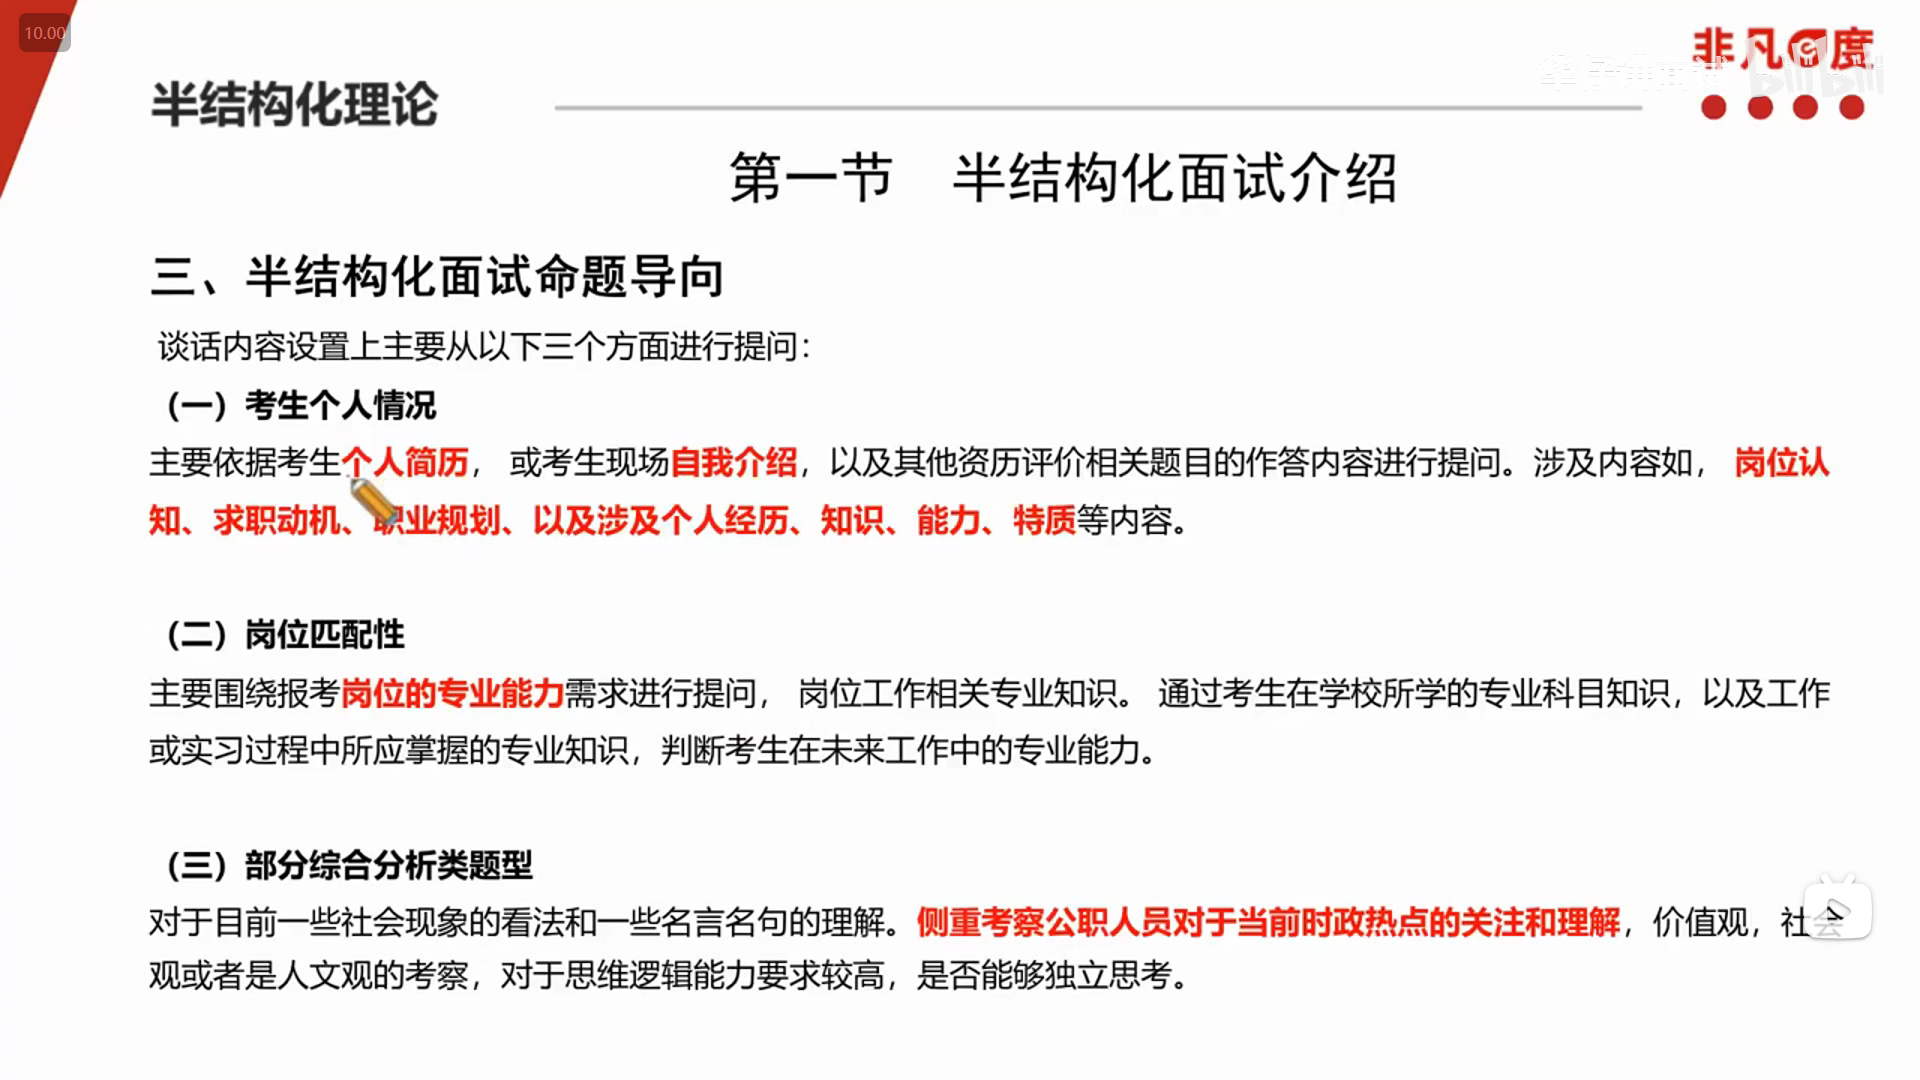 10.00
非凡度
半结构化理论
第一节 半结构化面试介绍
三、半结构化面试命题导向
谈话内容设置上主要从以下三个方面进行提问：
（一）考生个人情况
主要依据考生个人简历， 或考生现场自我介绍，以及其他资历评价相关题目的作答内容进行提问。涉及内容如， 岗位认
知、求职动机、职业规划、以及涉及个人经历、知识、能力、特质等内容。
（二）岗位匹配性
主要围绕报考岗位的专业能力需求进行提问， 岗位工作相关专业知识。 通过考生在学校所学的专业科目知识，以及工作
或实习过程中所应掌握的专业知识，判断考生在未来工作中的专业能力。
（三）部分综合分析类题型
对于目前一些社会现象的看法和一些名言名句的理解。侧重考察公职人员对于当前时政热点的关注和理解，价值观，社会
观或者是人文观的考察，对于思维逻辑能力要求较高，是否能够独立思考。